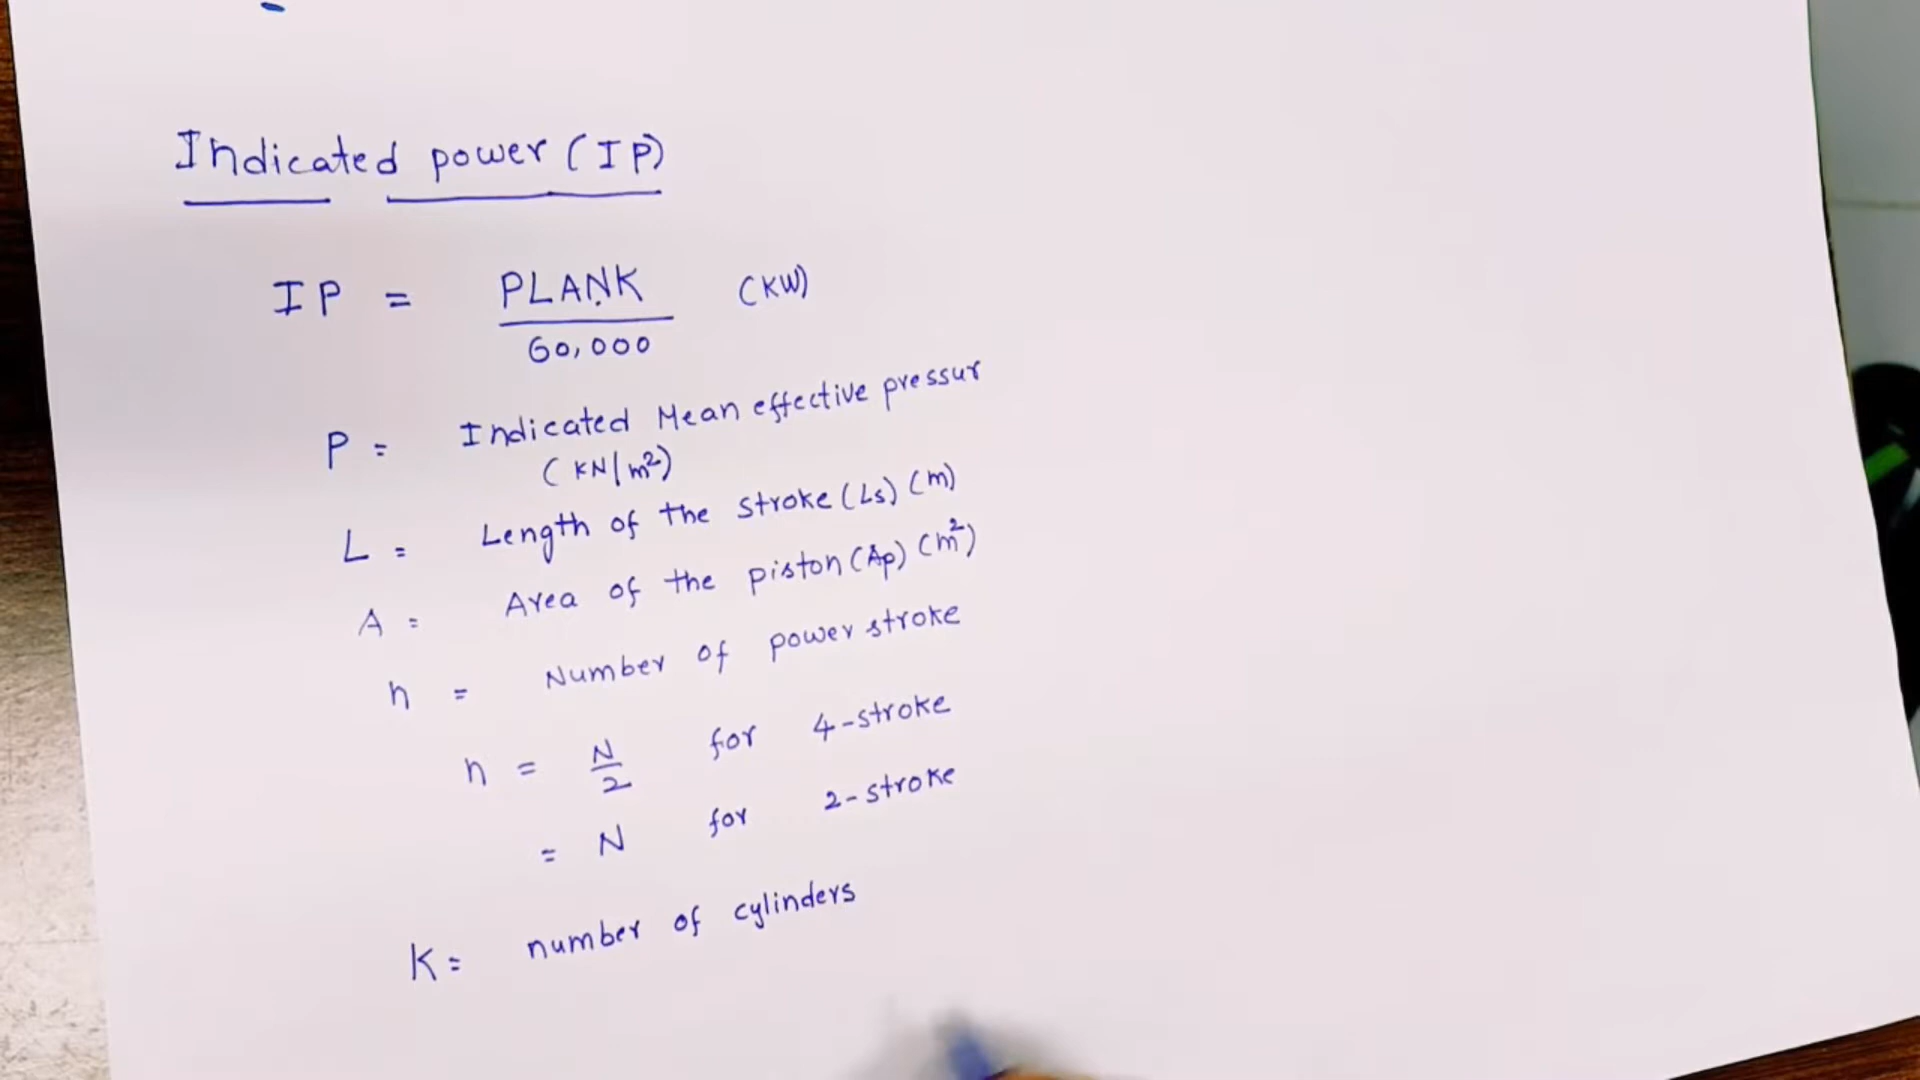 Indicated power (IP)
IP = PLANK (KW)
60,000
P = Indicated Mean effective pressur
(KN/m²)
L = Length of the stroke (Ls) (m)
A = Area of the piston (Ap) (m²)
n = Number of power stroke
n = N/2 for 4-stroke
= N for 2-stroke
K = number of cylinders